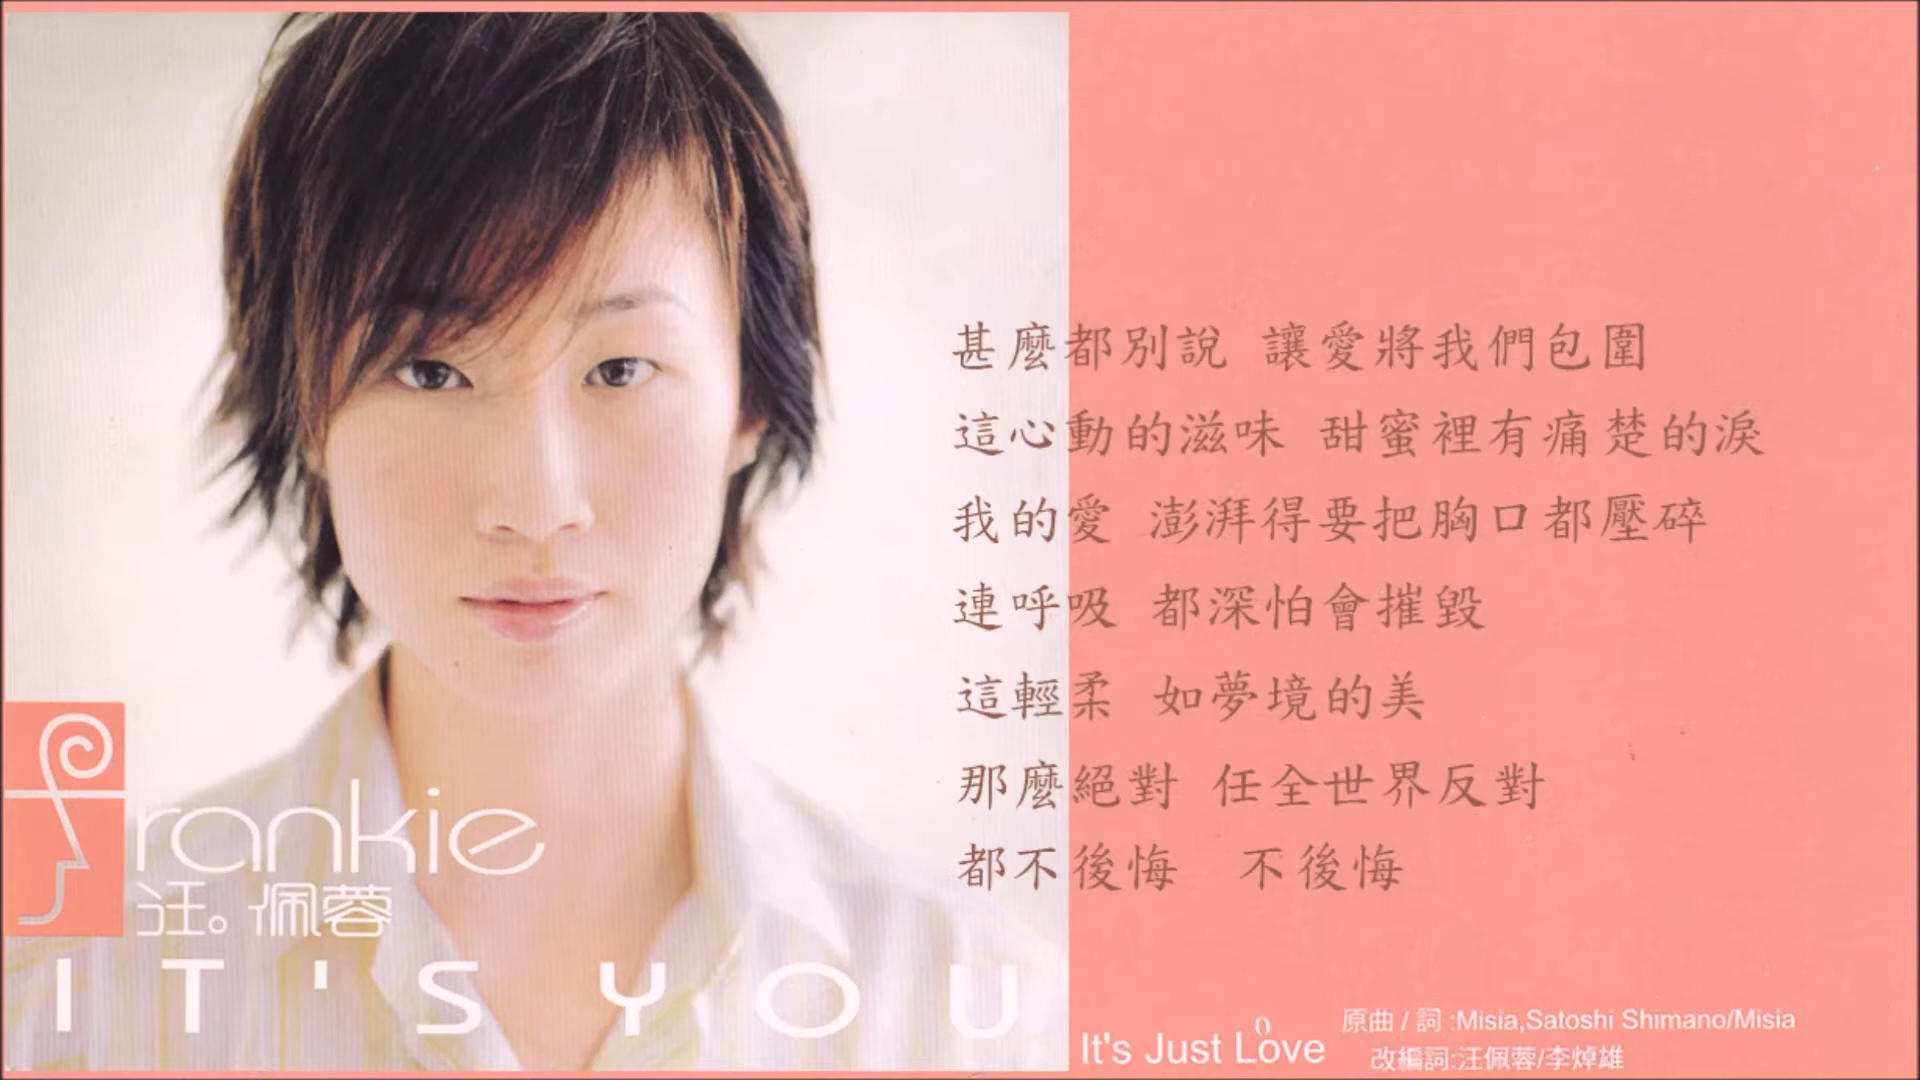 甚麼都別說 讓愛將我們包圍
這心動的滋味 甜蜜裡有痛楚的淚
我的愛 澎湃得要把胸口都壓碎
連呼吸 都深怕會摧毀
這輕柔 如夢境的美
那麼絕對 任全世界反對
都不後悔 不後悔
frankie
汪。佩蓉
IT'S YOU
It's Just Love
原曲 / 詞 :Misia,Satoshi Shimano/Misia
改編詞:汪佩蓉/李焯雄